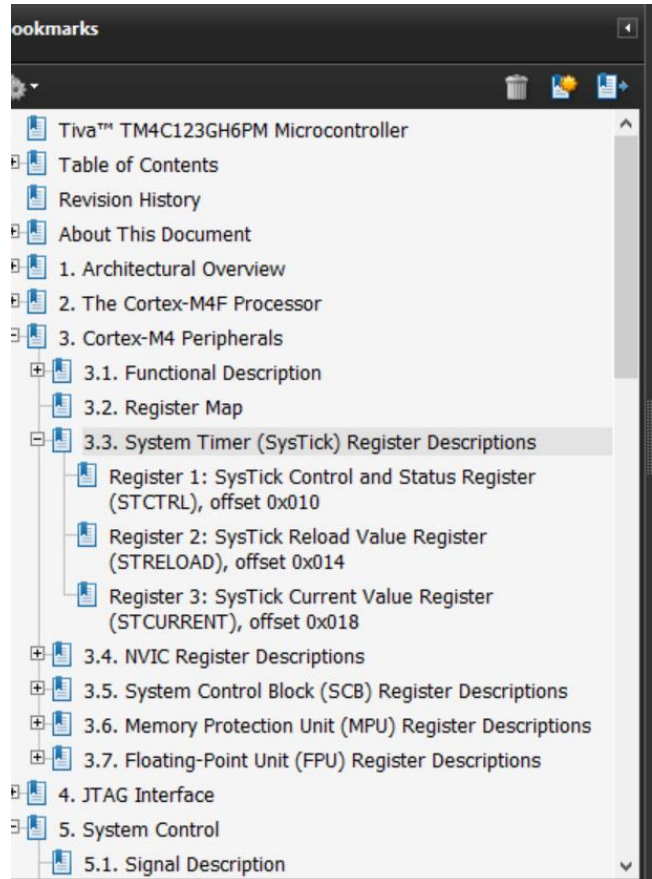 ookmarks
Tiva™ TM4C123GH6PM Microcontroller
Table of Contents
Revision History
About This Document
1. Architectural Overview
2. The Cortex-M4F Processor
3. Cortex-M4 Peripherals
3.1. Functional Description
3.2. Register Map
3.3. System Timer (SysTick) Register Descriptions
Register 1: SysTick Control and Status Register
(STCTRL), offset 0x010
Register 2: SysTick Reload Value Register
(STRELOAD), offset 0x014
Register 3: SysTick Current Value Register
(STCURRENT), offset 0x018
3.4. NVIC Register Descriptions
3.5. System Control Block (SCB) Register Descriptions
3.6. Memory Protection Unit (MPU) Register Descriptions
3.7. Floating-Point Unit (FPU) Register Descriptions
4. JTAG Interface
5. System Control
5.1. Signal Description